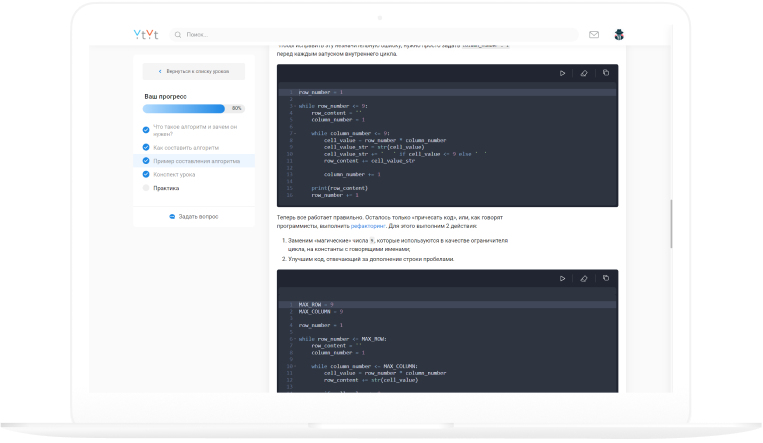 YtYt
Поиск...
Чтобы исправить эту незначительную ошибку, нужно просто задать column_number = 1
перед каждым запуском внутреннего цикла.
Вернуться к списку уроков
Ваш прогресс
80%
Что такое алгоритм и зачем он
нужен?
Как составить алгоритм
Пример составления алгоритма
Конспект урока
Практика
Задать вопрос
1 row_number = 1
2
3 while row_number <= 9:
4 row_content = ''
5 column_number = 1
6
7 while column_number <= 9:
8 cell_value = row_number * column_number
9 cell_value_str = str(cell_value)
10 cell_value_str += ' ' if cell_value <= 9 else ' '
11 row_content += cell_value_str
12
13 column_number += 1
14
15 print(row_content)
16 row_number += 1
Теперь все работает правильно. Осталось только «причесать код», или, как говорят
программисты, выполнить рефакторинг. Для этого выполним 2 действия:
1. Заменим «магические» числа 9, которые используются в качестве ограничителя
цикла, на константы с говорящими именами;
2. Улучшим код, отвечающий за дополнение строки пробелами.
1 MAX_ROW = 9
2 MAX_COLUMN = 9
3
4 row_number = 1
5
6 while row_number <= MAX_ROW:
7 row_content = ''
8 column_number = 1
9
10 while column_number <= MAX_COLUMN:
11 cell_value = row_number * column_number
12 row_content += str(cell_value)
13